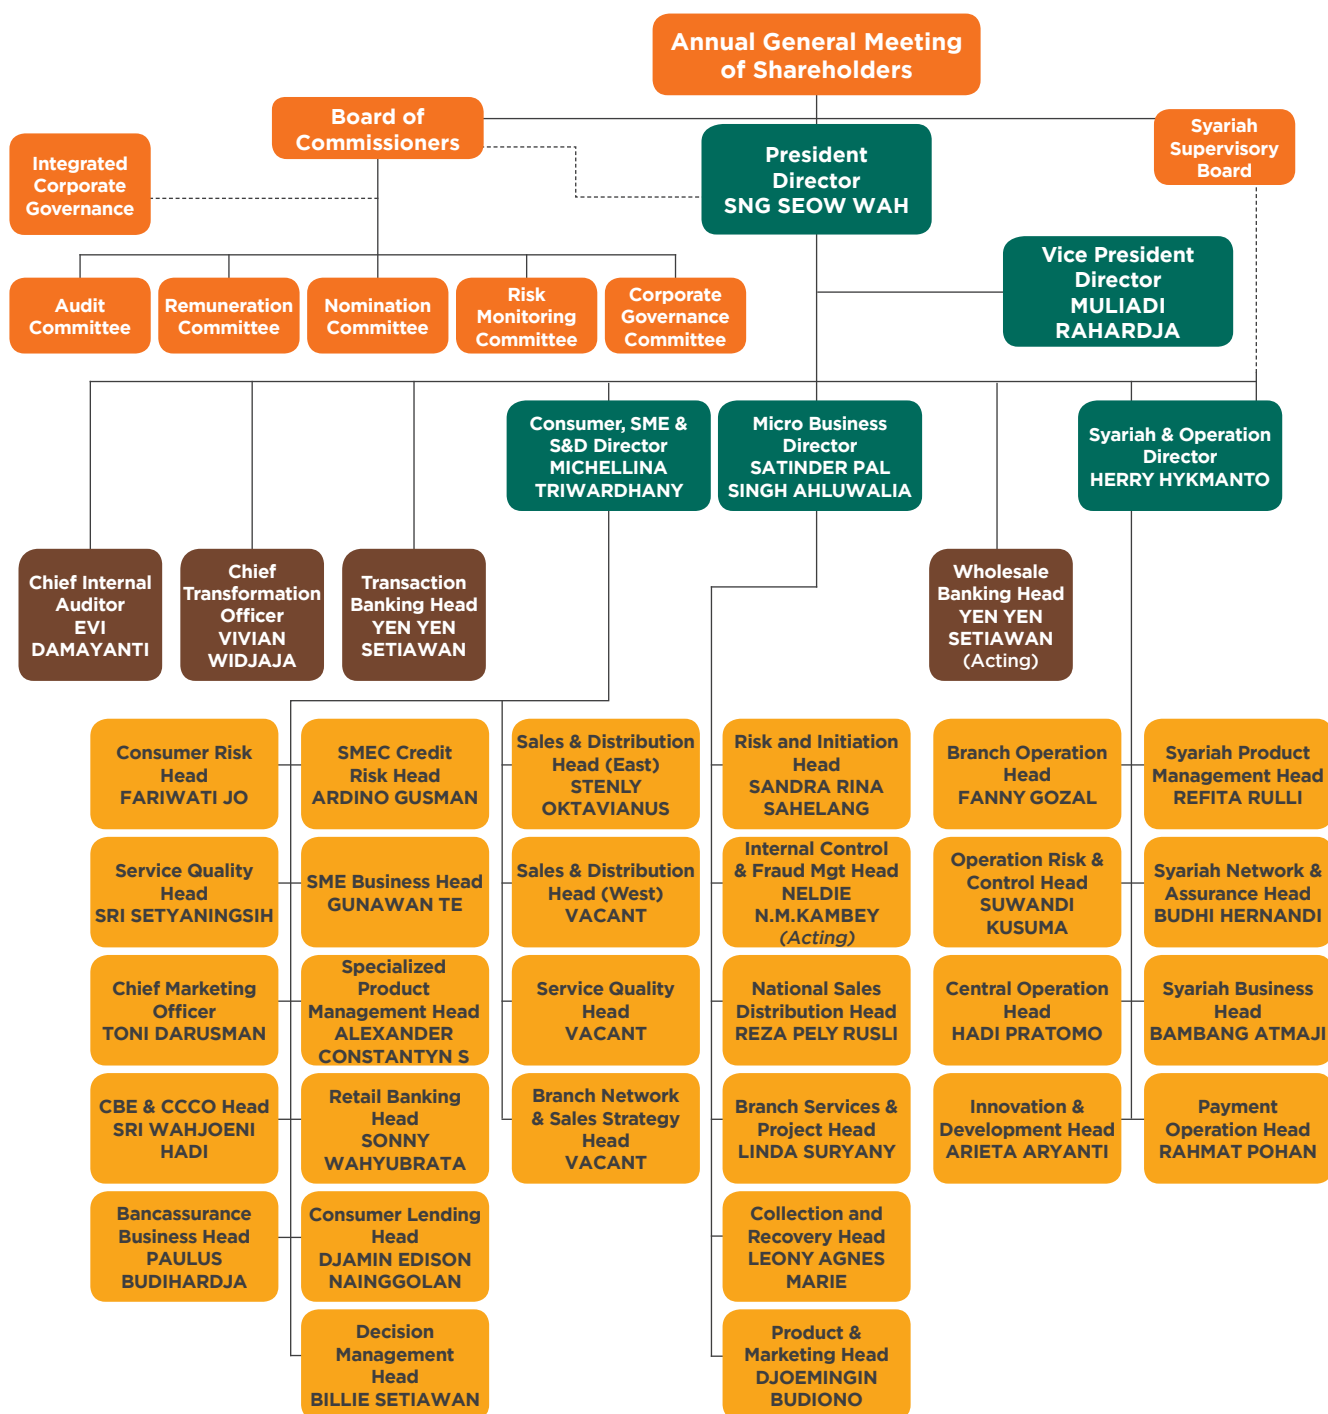 Annual General Meeting
of Shareholders
Board of
Commissioners
Syariah
Supervisory
Board
Integrated
Corporate
Governance
President
Director
SNG SEOW WAH
Vice President
Director
MULIADI
RAHARDJA
Audit
Committee
Remuneration
Committee
Nomination
Committee
Risk
Monitoring
Committee
Corporate
Governance
Committee
Consumer, SME &
S&D Director
MICHELLINA
TRIWARDHANY
Micro Business
Director
SATINDER PAL
SINGH AHLUWALIA
Syariah & Operation
Director
HERRY HYKMANTO
Chief Internal
Auditor
EVI
DAMAYANTI
Chief
Transformation
Officer
VIVIAN
WIDJAJA
Transaction
Banking Head
YEN YEN
SETIAWAN
Wholesale
Banking Head
YEN YEN
SETIAWAN
(Acting)
Consumer Risk
Head
FARIWATI JO
SMEC Credit
Risk Head
ARDINO GUSMAN
Sales & Distribution
Head (East)
STENLY
OKTAVIANUS
Risk and Initiation
Head
SANDRA RINA
SAHELANG
Branch Operation
Head
FANNY GOZAL
Syariah Product
Management Head
REFITA RULLI
Service Quality
Head
SRI SETYANINGSIH
SME Business Head
GUNAWAN TE
Sales & Distribution
Head (West)
VACANT
Internal Control
& Fraud Mgt Head
NELDIE
N.M.KAMBEY
(Acting)
Operation Risk &
Control Head
SUWANDI
KUSUMA
Syariah Network &
Assurance Head
BUDHI HERNANDI
Chief Marketing
Officer
TONI DARUSMAN
Specialized
Product
Management Head
ALEXANDER
CONSTANTYN S
Service Quality
Head
VACANT
National Sales
Distribution Head
REZA PELY RUSLI
Central Operation
Head
HADI PRATOMO
Syariah Business
Head
BAMBANG ATMAJI
CBE & CCCO Head
SRI WAHJOENI
HADI
Retail Banking
Head
SONNY
WAHYUBRATA
Branch Network
& Sales Strategy
Head
VACANT
Branch Services &
Project Head
LINDA SURYANY
Innovation &
Development Head
ARIETA ARYANTI
Payment
Operation Head
RAHMAT POHAN
Bancassurance
Business Head
PAULUS
BUDIHARDJA
Consumer Lending
Head
DJAMIN EDISON
NAINGGOLAN
Collection and
Recovery Head
LEONY AGNES
MARIE
Decision
Management
Head
BILLIE SETIAWAN
Product &
Marketing Head
DJOEMINGIN
BUDIONO